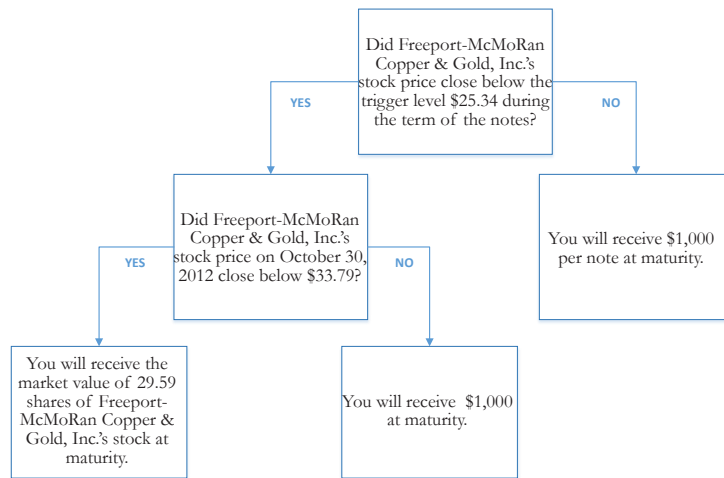 Did Freeport-McMoRan
Copper & Gold, Inc.'s
stock price close below the
trigger level $25.34 during
the term of the notes?
YES
NO
Did Freeport-McMoRan
Copper & Gold, Inc.'s
stock price on October 30,
2012 close below $33.79?
You will receive $1,000
per note at maturity.
YES
NO
You will receive the
market value of 29.59
shares of Freeport-
McMoRan Copper &
Gold, Inc.'s stock at
maturity.
You will receive $1,000
at maturity.